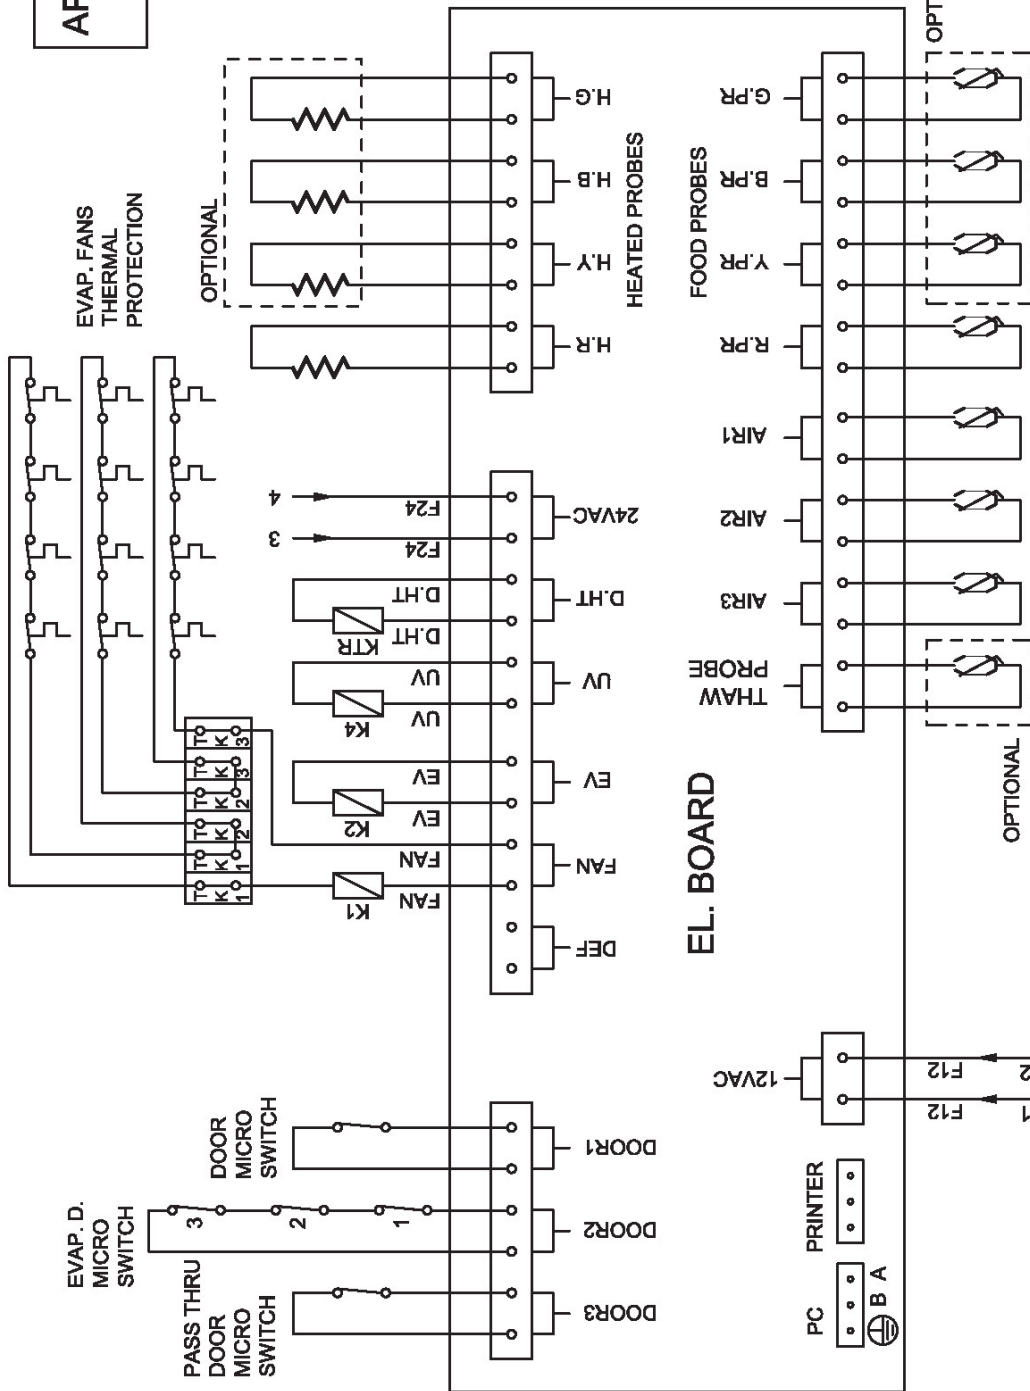 AP
OPT
EVAP. FANS
THERMAL
PROTECTION
OPTIONAL
H.G
H.B
H.Y
H.R
HEATED PROBES
G.PR
B.PR
Y.PR
R.PR
FOOD PROBES
AIR1
AIR2
AIR3
THAW
PROBE
OPTIONAL
4
3
F24
F24
24VAC
D.HT
D.HT
KTR
D.HT
UV
UV
K4
UV
EV
EV
K2
EV
FAN
FAN
K1
FAN
DEF
T T T T T T
K K K K K K
1 1 2 2 3 3
EL. BOARD
12VAC
F12
F12
2
1
DOOR
MICRO
SWITCH
EVAP. D.
MICRO
SWITCH
3
2
1
PASS THRU
DOOR
MICRO
SWITCH
DOOR1
DOOR2
DOOR3
PRINTER
PC
B A